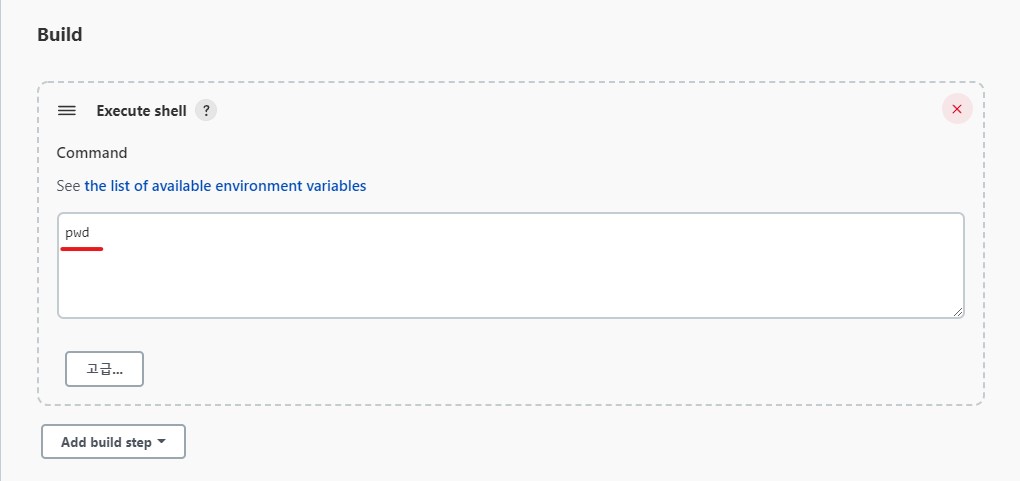 Build
Execute shell ?
Command
See the list of available environment variables
pwd
고급...
Add build step